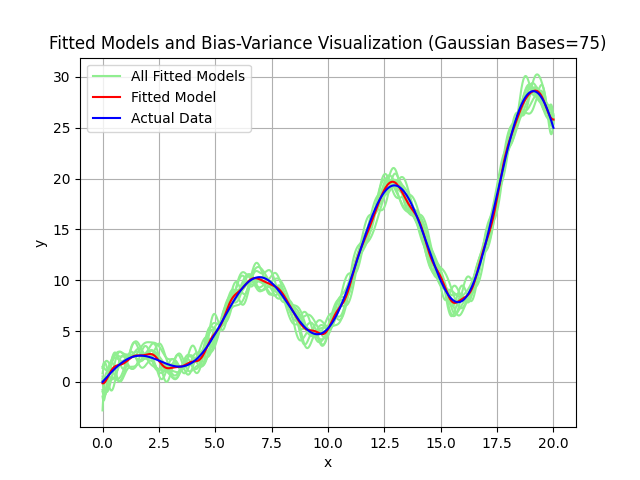 Fitted Models and Bias-Variance Visualization (Gaussian Bases=75)
All Fitted Models
Fitted Model
Actual Data
30
25
20
15
10
5
0
y
0.0 2.5 5.0 7.5 10.0 12.5 15.0 17.5 20.0
x